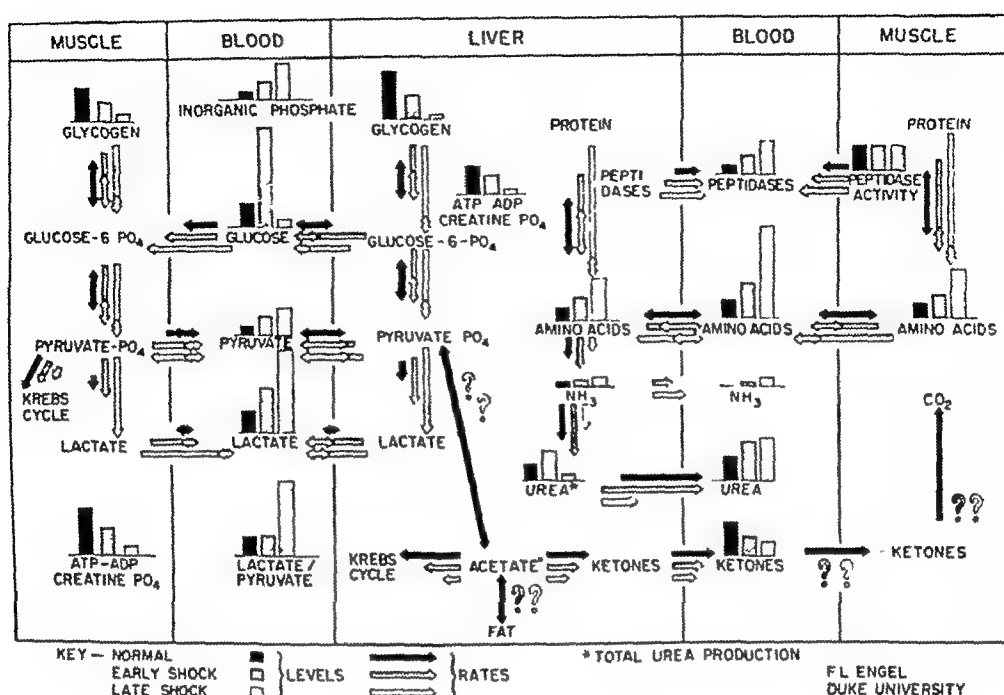 MUSCLE
BLOOD
LIVER
BLOOD
MUSCLE
GLYCOGEN
INORGANIC PHOSPHATE
GLYCOGEN
PROTEIN
PROTEIN
ATP ADP
CREATINE PO4
PEPTI
DASES
PEPTIDASES
PEPTIDASE
ACTIVITY
GLUCOSE-6 PO4
GLUCOSE
GLUCOSE-6-PO4
PYRUVATE-PO4
PYRUVATE
PYRUVATE PO4
AMINO ACIDS
AMINO ACIDS
AMINO ACIDS
KREBS
CYCLE
??
NH3
NH3
CO2
LACTATE
LACTATE
LACTATE
UREA*
UREA
??
ATP-ADP
CREATINE PO4
LACTATE/
PYRUVATE
KREBS
CYCLE
ACETATE*
KETONES
KETONES
KETONES
??
??
FAT
KEY - NORMAL
EARLY SHOCK
LATE SHOCK
LEVELS
RATES
*TOTAL UREA PRODUCTION
F L ENGEL
DUKE UNIVERSITY